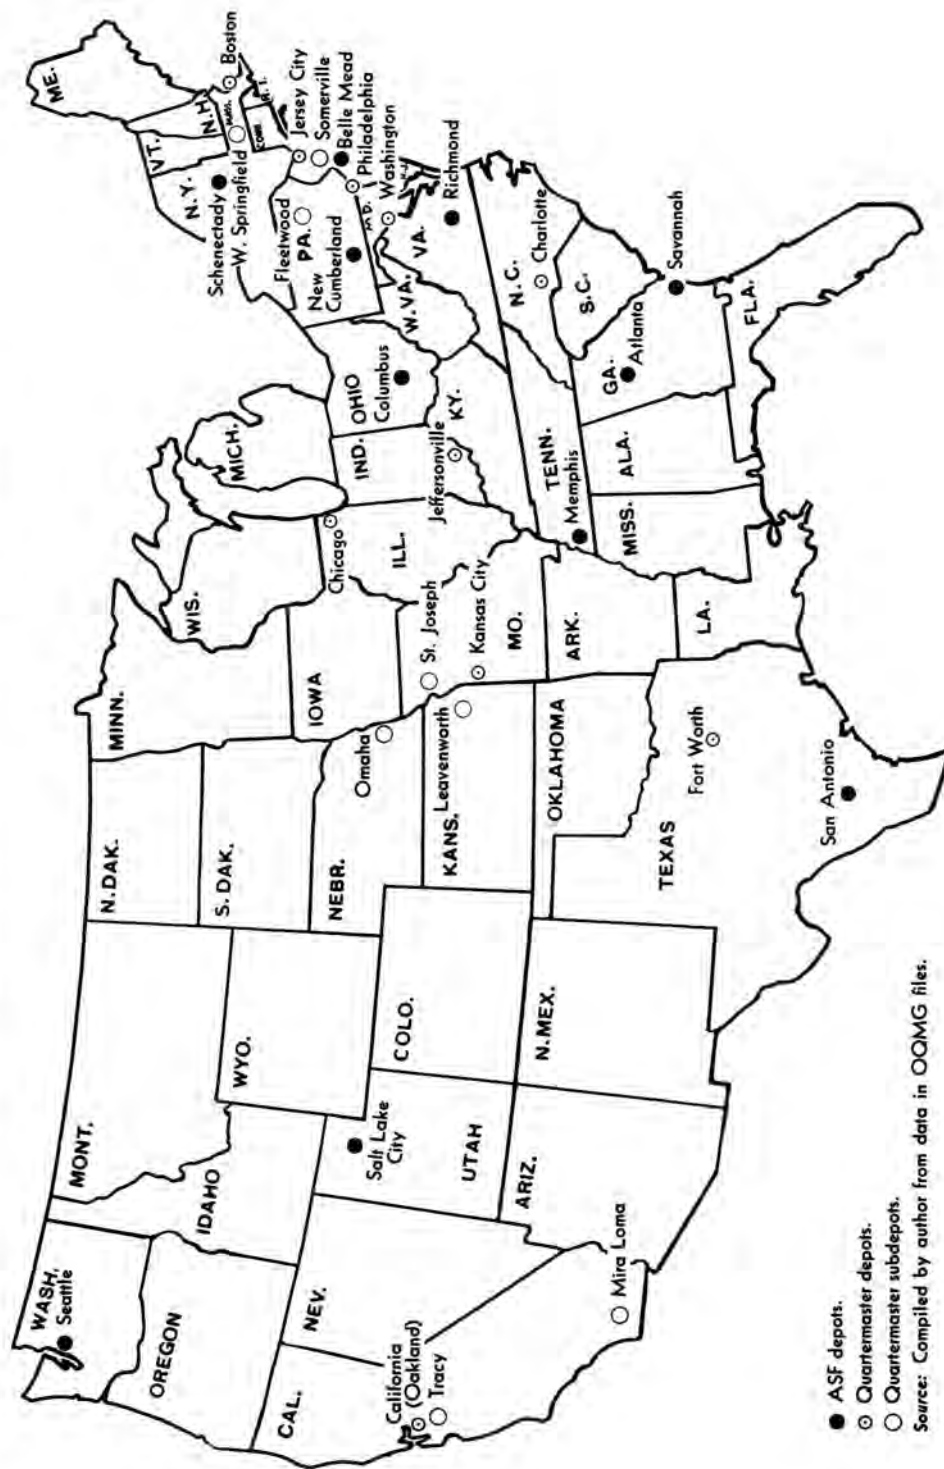 WASH.
Seattle
OREGON
CAL.
California
(Oakland)
Tracy
Mira Loma
NEV.
IDAHO
MONT.
WYO.
Salt Lake
City
UTAH
ARIZ.
COLO.
N.MEX.
N.DAK.
S.DAK.
NEBR.
Omaha
KANS.
Leavenworth
OKLAHOMA
TEXAS
Fort Worth
San Antonio
MINN.
IOWA
St. Joseph
Kansas City
MO.
ARK.
LA.
WIS.
Chicago
ILL.
MICH.
IND.
Jeffersonville
OHIO
Columbus
KY.
TENN.
Memphis
MISS.
ALA.
GA.
Atlanta
Savannah
FLA.
S.C.
N.C.
Charlotte
W.VA.
VA.
Richmond
Washington
M D.
Philadelphia
Belle Mead
Somerville
Jersey City
PA.
Fleetwood
New
Cumberland
N.Y.
Schenectady
W. Springfield
VT.
N.H.
ME.
MASS.
Boston
CONN.
R.I.
N.J.
ASF depots.
Quartermaster depots.
Quartermaster subdepots.
Source: Compiled by author from data in OQMG files.